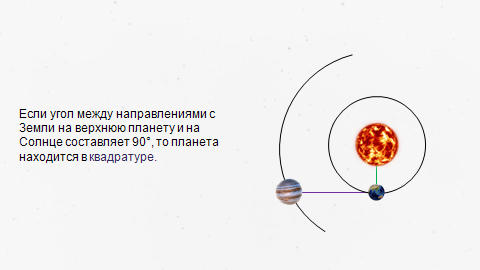 Если угол между направлениями с
Земли на верхнюю планету и на
Солнце составляет 90°, то планета
находится в квадратуре.